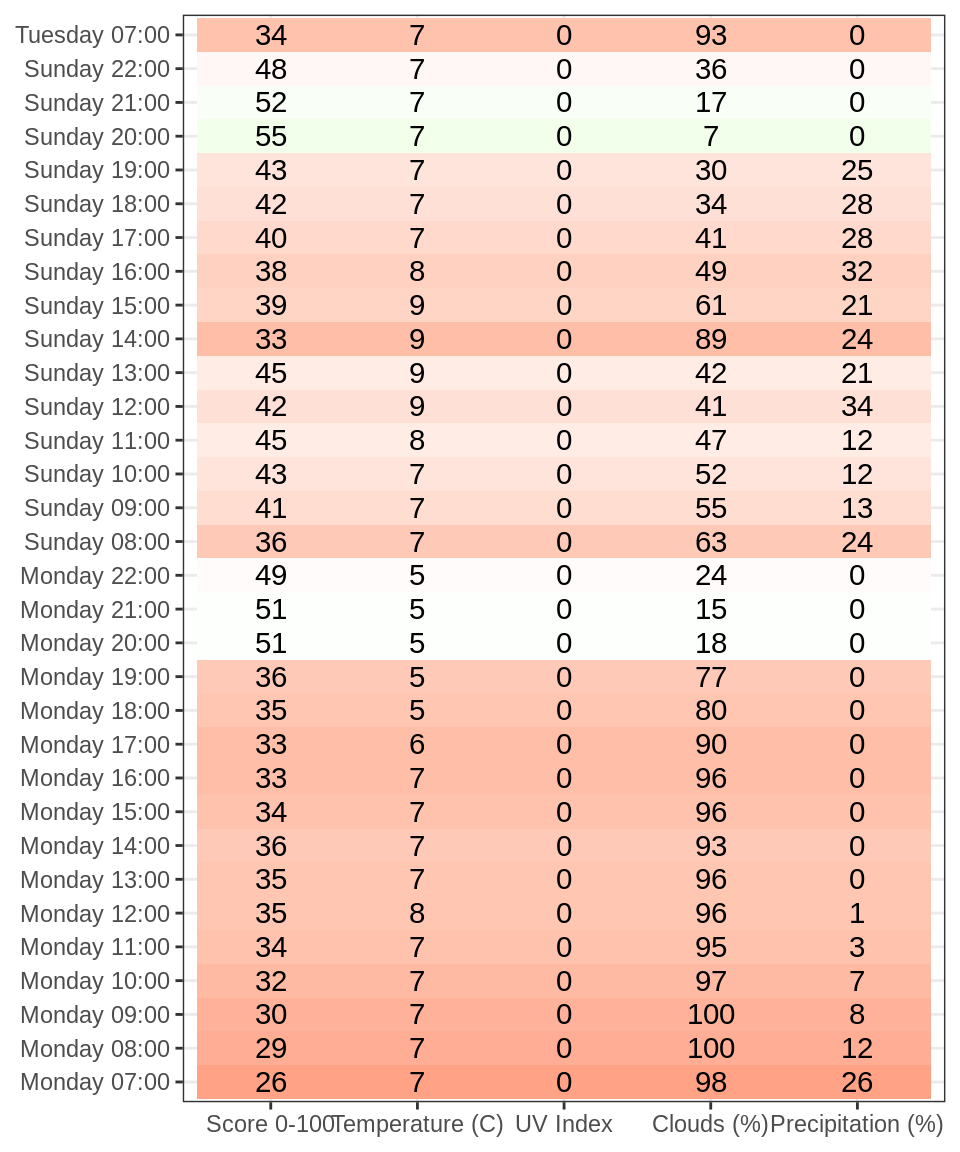 Tuesday 07:00 34 7 0 93 0
Sunday 22:00 48 7 0 36 0
Sunday 21:00 52 7 0 17 0
Sunday 20:00 55 7 0 7 0
Sunday 19:00 43 7 0 30 25
Sunday 18:00 42 7 0 34 28
Sunday 17:00 40 7 0 41 28
Sunday 16:00 38 8 0 49 32
Sunday 15:00 39 9 0 61 21
Sunday 14:00 33 9 0 89 24
Sunday 13:00 45 9 0 42 21
Sunday 12:00 42 9 0 41 34
Sunday 11:00 45 8 0 47 12
Sunday 10:00 43 7 0 52 12
Sunday 09:00 41 7 0 55 13
Sunday 08:00 36 7 0 63 24
Monday 22:00 49 5 0 24 0
Monday 21:00 51 5 0 15 0
Monday 20:00 51 5 0 18 0
Monday 19:00 36 5 0 77 0
Monday 18:00 35 5 0 80 0
Monday 17:00 33 6 0 90 0
Monday 16:00 33 7 0 96 0
Monday 15:00 34 7 0 96 0
Monday 14:00 36 7 0 93 0
Monday 13:00 35 7 0 96 0
Monday 12:00 35 8 0 96 1
Monday 11:00 34 7 0 95 3
Monday 10:00 32 7 0 97 7
Monday 09:00 30 7 0 100 8
Monday 08:00 29 7 0 100 12
Monday 07:00 26 7 0 98 26
Score 0-100 Temperature (C) UV Index Clouds (%) Precipitation (%)